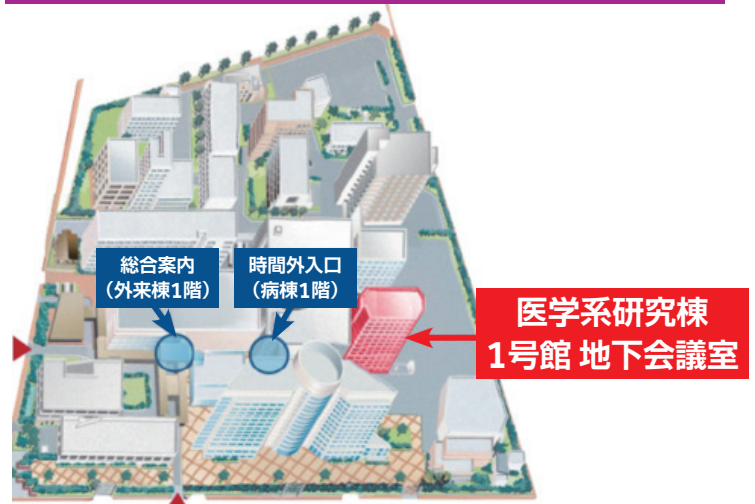 総合案内
（外来棟1階）
時間外入口
（病棟1階）
医学系研究棟
1号館 地下会議室